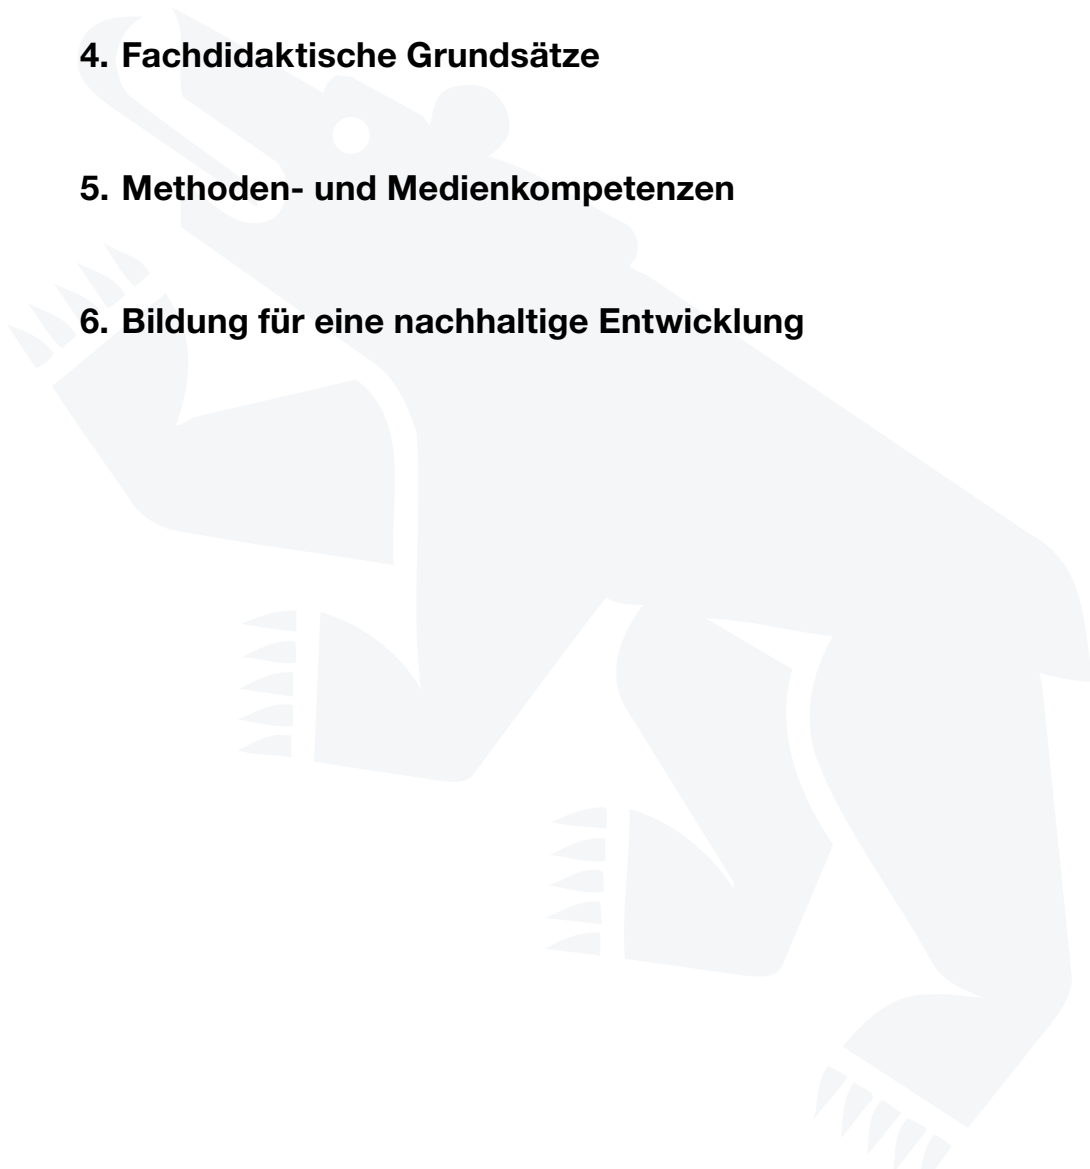 4. Fachdidaktische Grundsätze
5. Methoden- und Medienkompetenzen
6. Bildung für eine nachhaltige Entwicklung